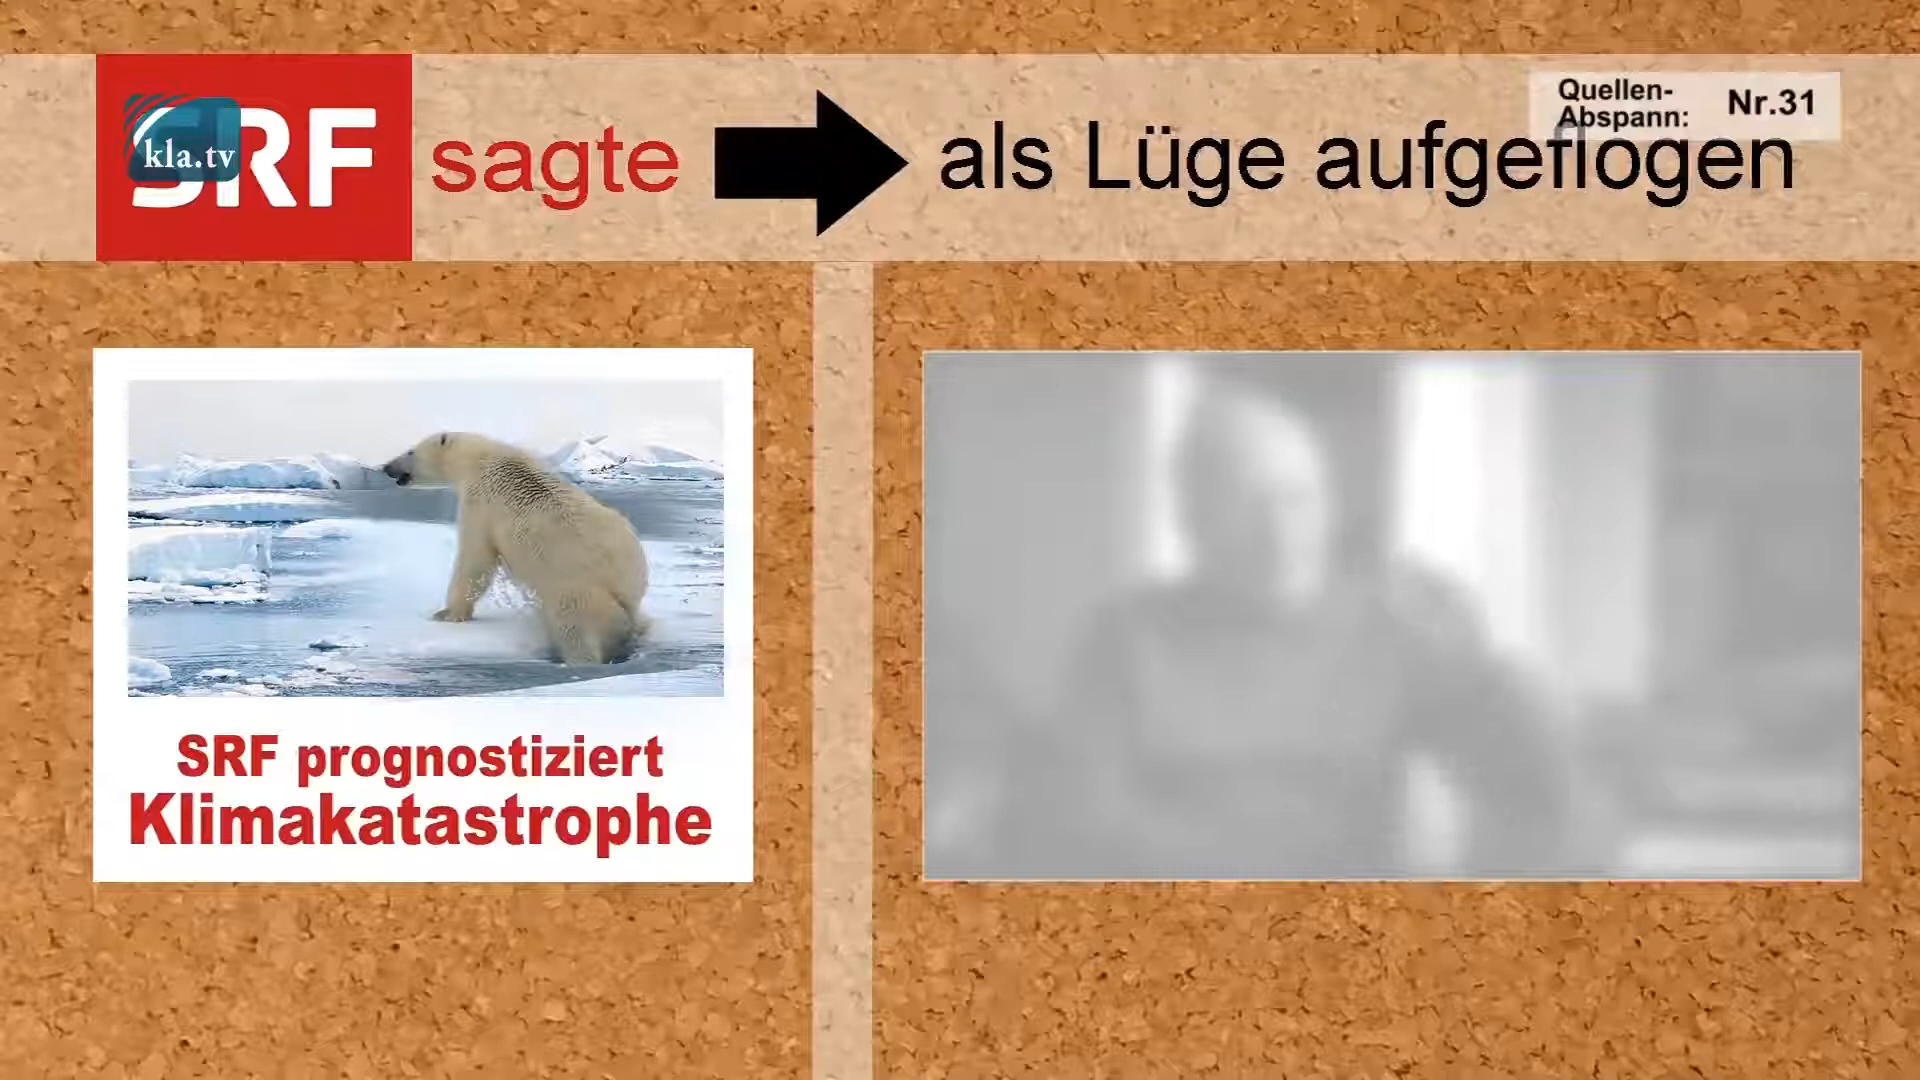 SRF sagte als Lüge aufgeflogen
kla.tv
Quellen-
Abspann: Nr.31
SRF prognostiziert
Klimakatastrophe